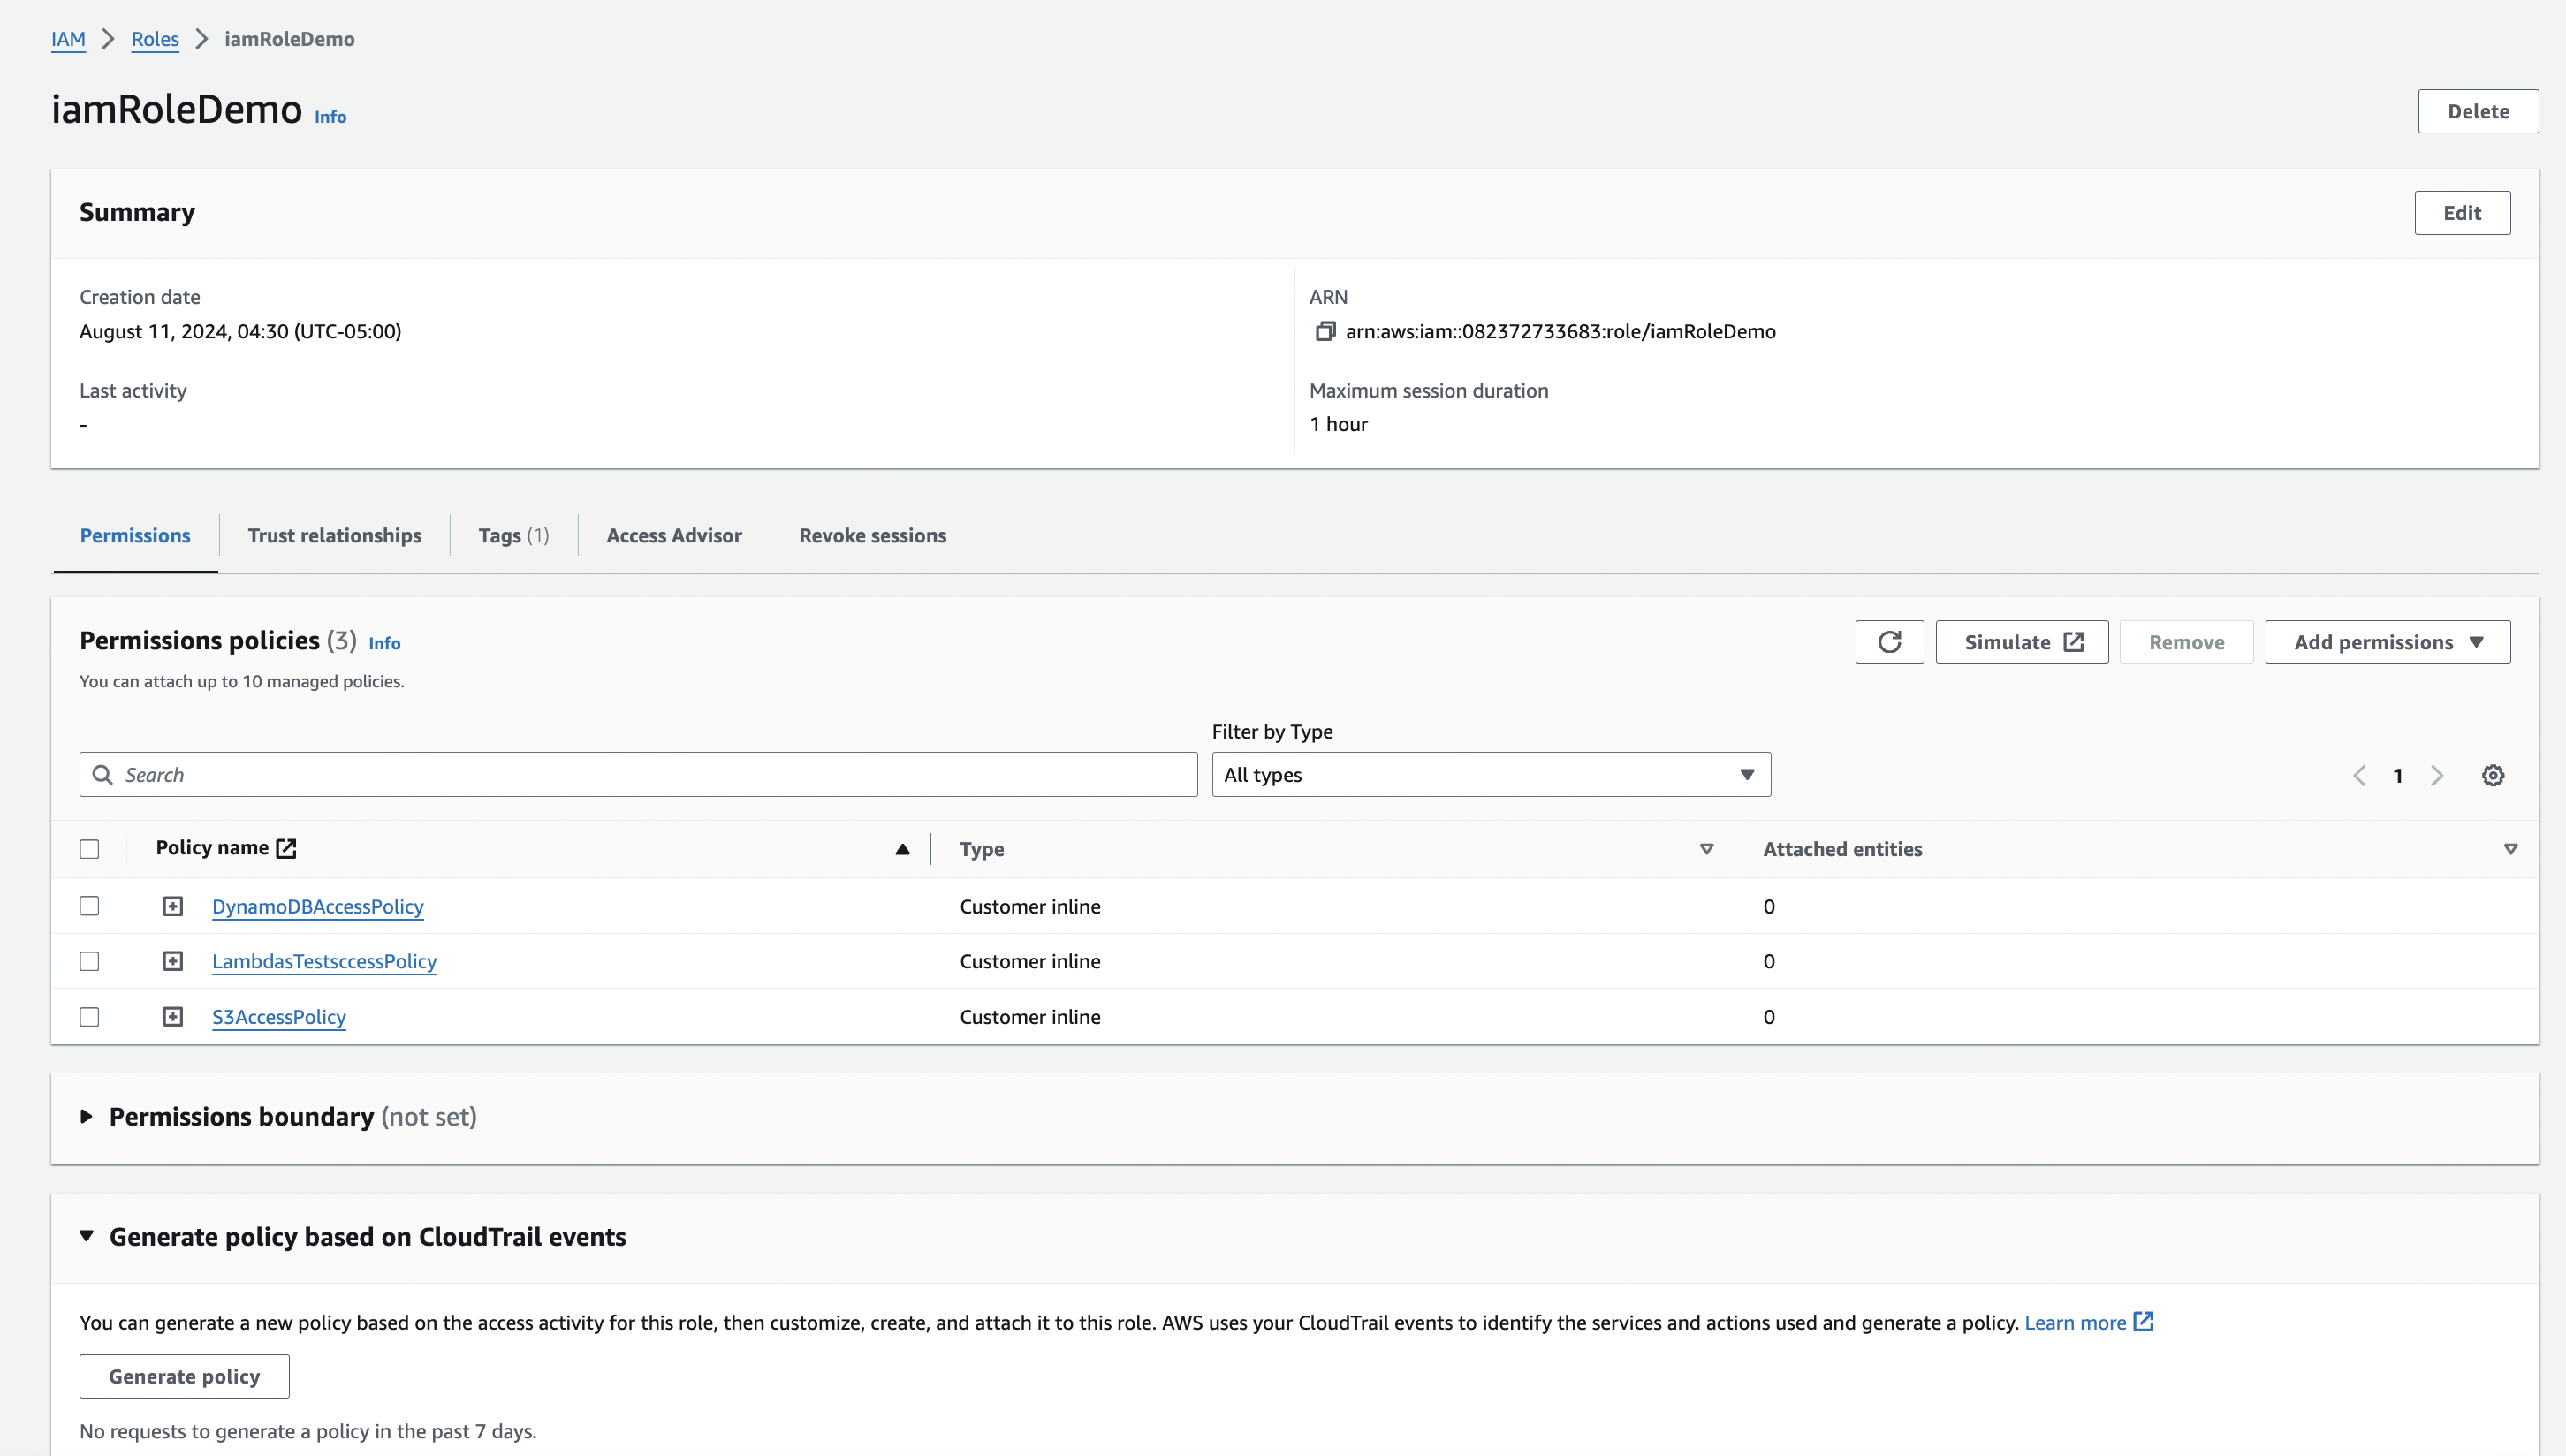 IAM > Roles > iamRoleDemo
iamRoleDemo Info
Delete
Summary
Edit
Creation date
August 11, 2024, 04:30 (UTC-05:00)
ARN
arn:aws:iam::082372733683:role/iamRoleDemo
Last activity
-
Maximum session duration
1 hour
Permissions
Trust relationships
Tags (1)
Access Advisor
Revoke sessions
Permissions policies (3) Info
You can attach up to 10 managed policies.
Simulate
Remove
Add permissions
Filter by Type
Search
All types
1
Policy name
Type
Attached entities
DynamoDBAccessPolicy
Customer inline
0
LambdasTestsccessPolicy
Customer inline
0
S3AccessPolicy
Customer inline
0
Permissions boundary (not set)
Generate policy based on CloudTrail events
You can generate a new policy based on the access activity for this role, then customize, create, and attach it to this role. AWS uses your CloudTrail events to identify the services and actions used and generate a policy. Learn more
Generate policy
No requests to generate a policy in the past 7 days.